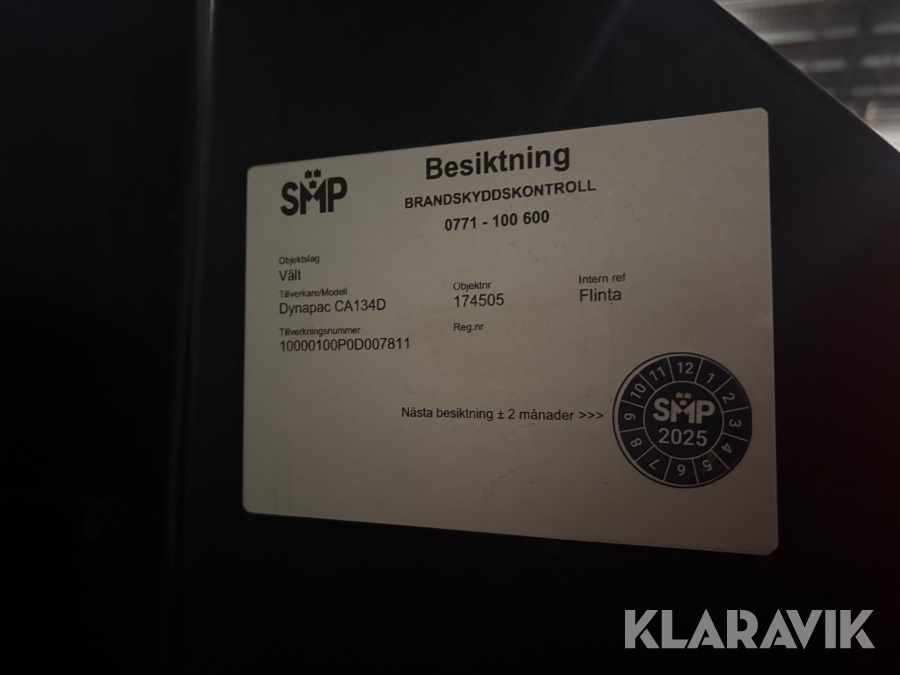 SMP
Besiktning
BRANDSKYDDSKONTROLL
0771 - 100 600
Objektslag
Vält
Tillverkare/Modell
Dynapac CA134D
Objektnr
174505
Intern ref
Flinta
Tillverkningsnummer
10000100P0D007811
Reg.nr
Nästa besiktning ± 2 månader >>>
12 1 2 3 4 5 6 7 8 9 10 11
SMP
2025
KLARAVIK